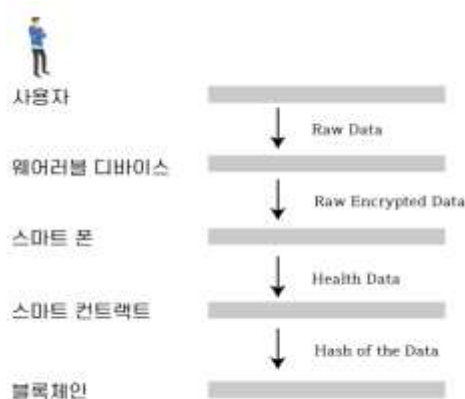 사용자
Raw Data
웨어러블 디바이스
Raw Encrypted Data
스마트 폰
Health Data
스마트 컨트랙트
Hash of the Data
블록체인